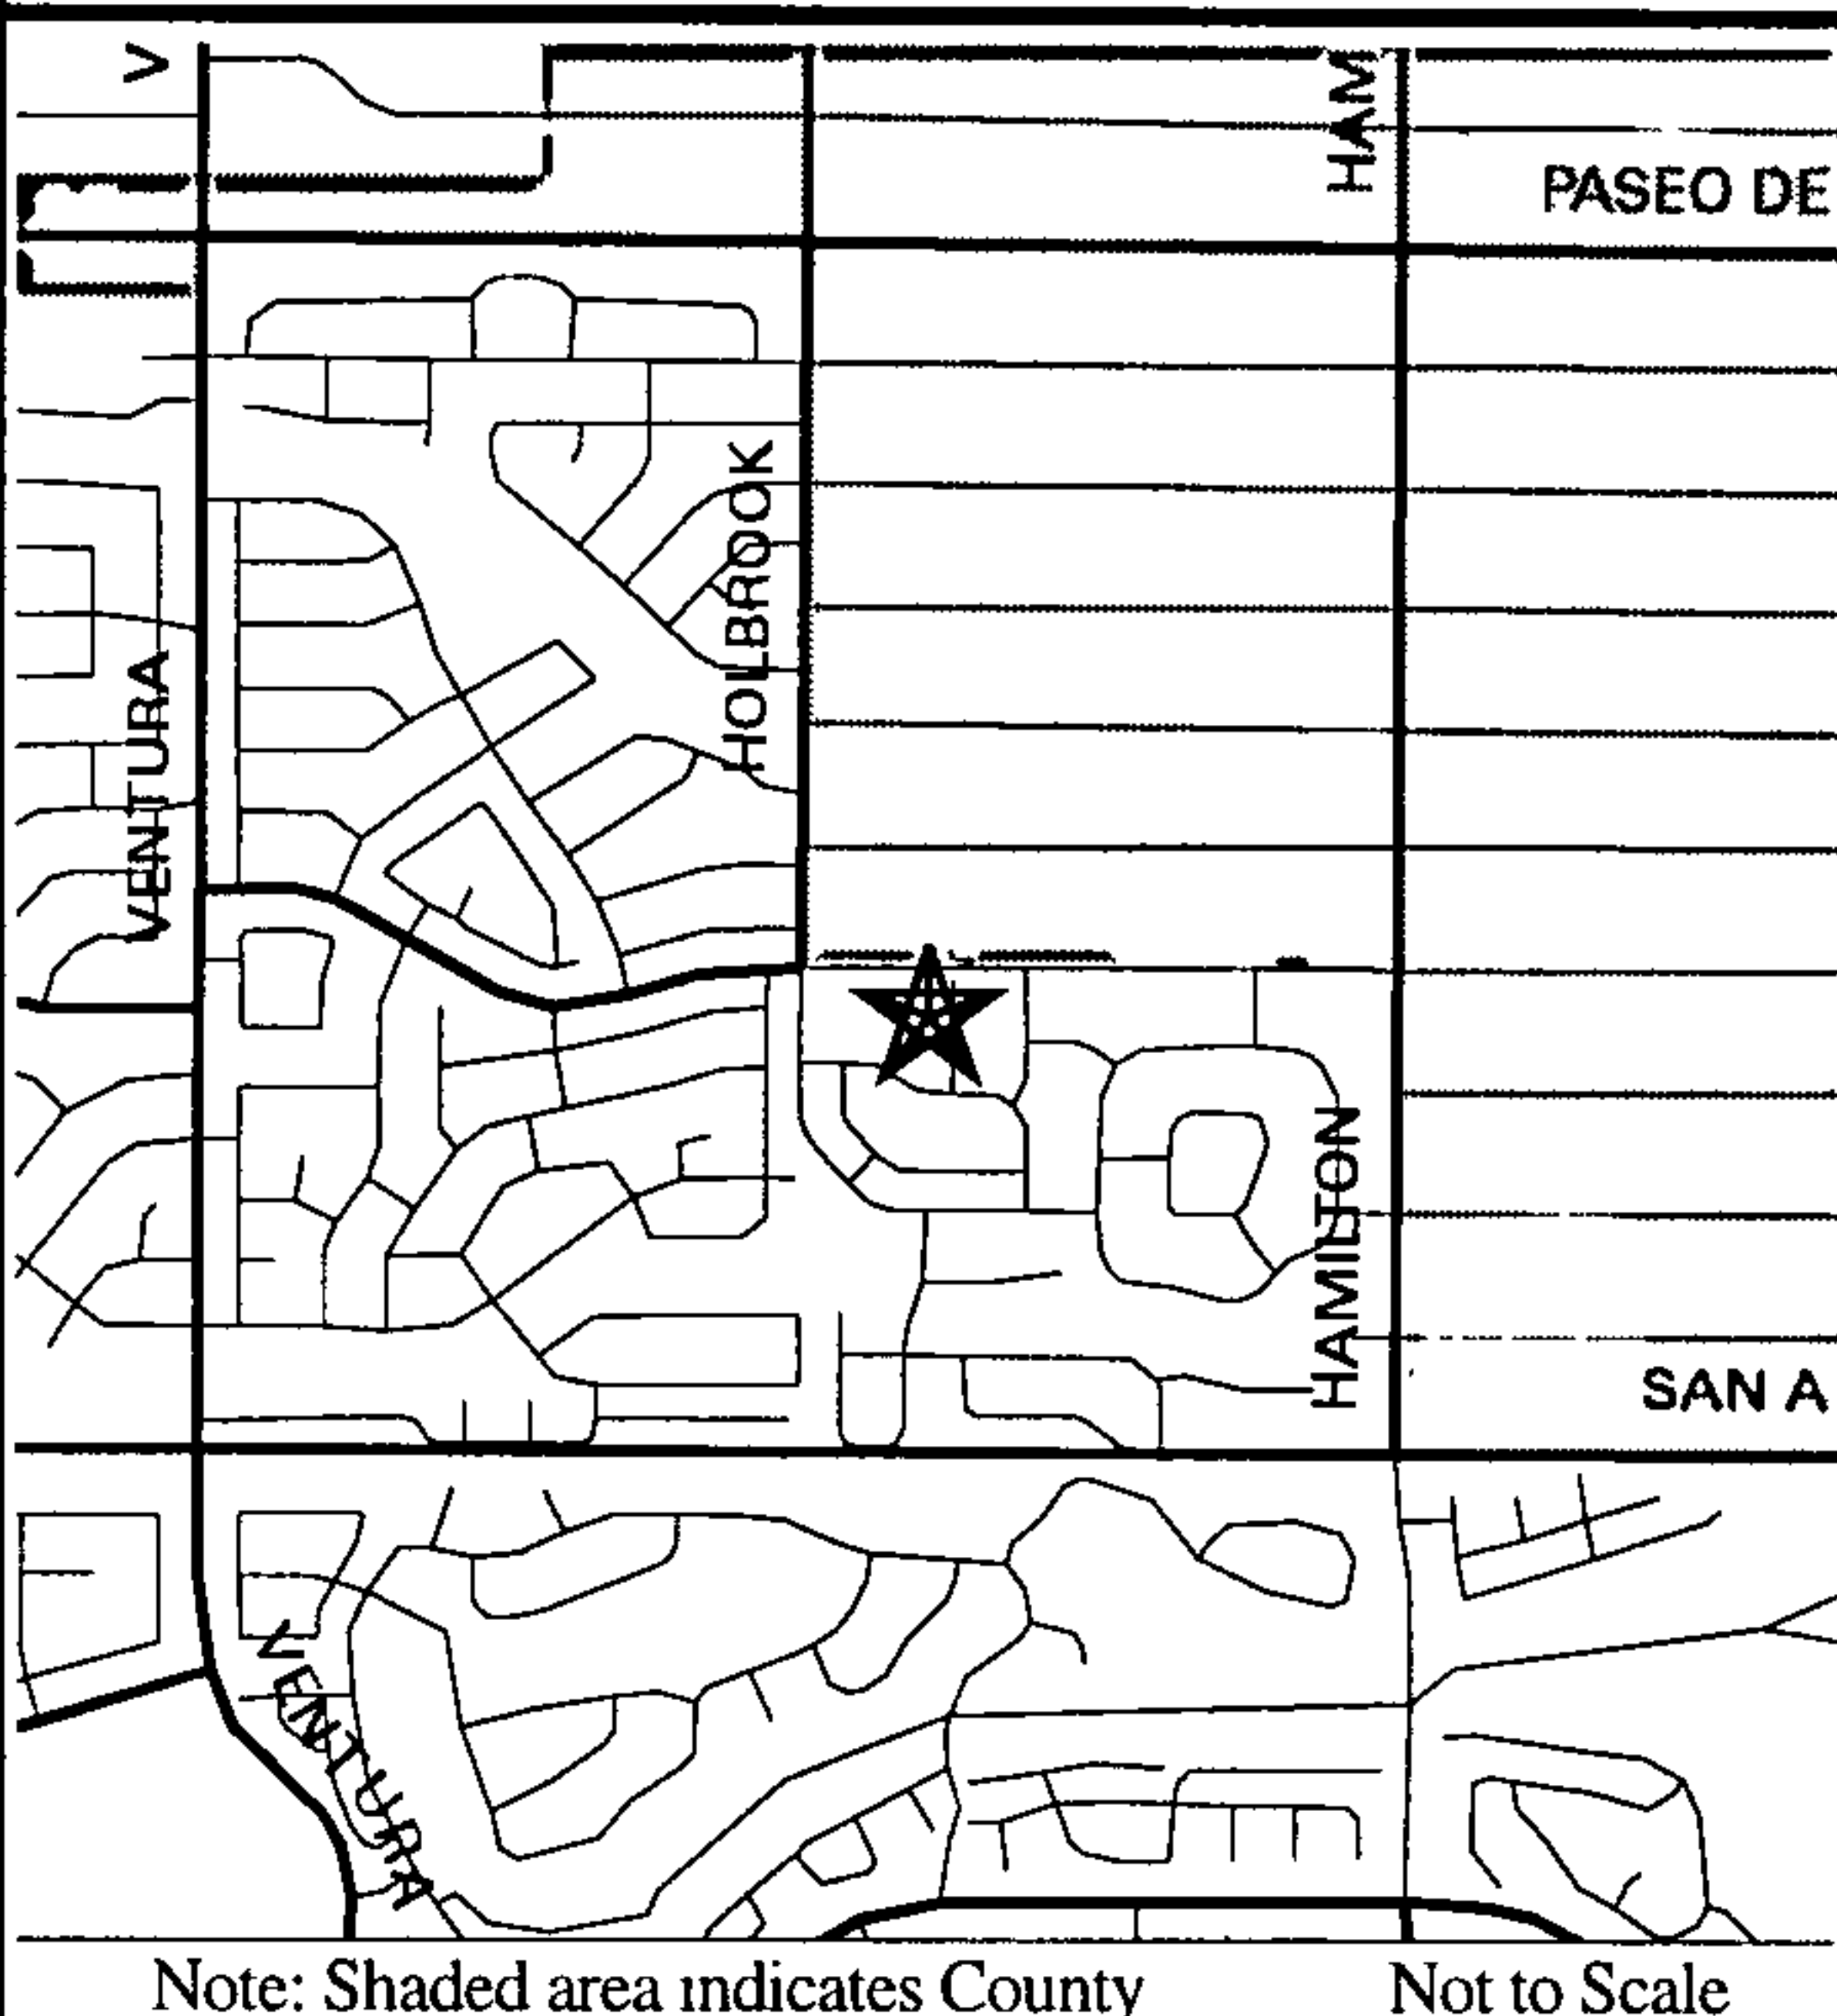 V
HAM
PASEO DE
HOLBROOK
VENTURA
HAMILTON
SAN A
VENTURA
Note: Shaded area indicates County
Not to Scale